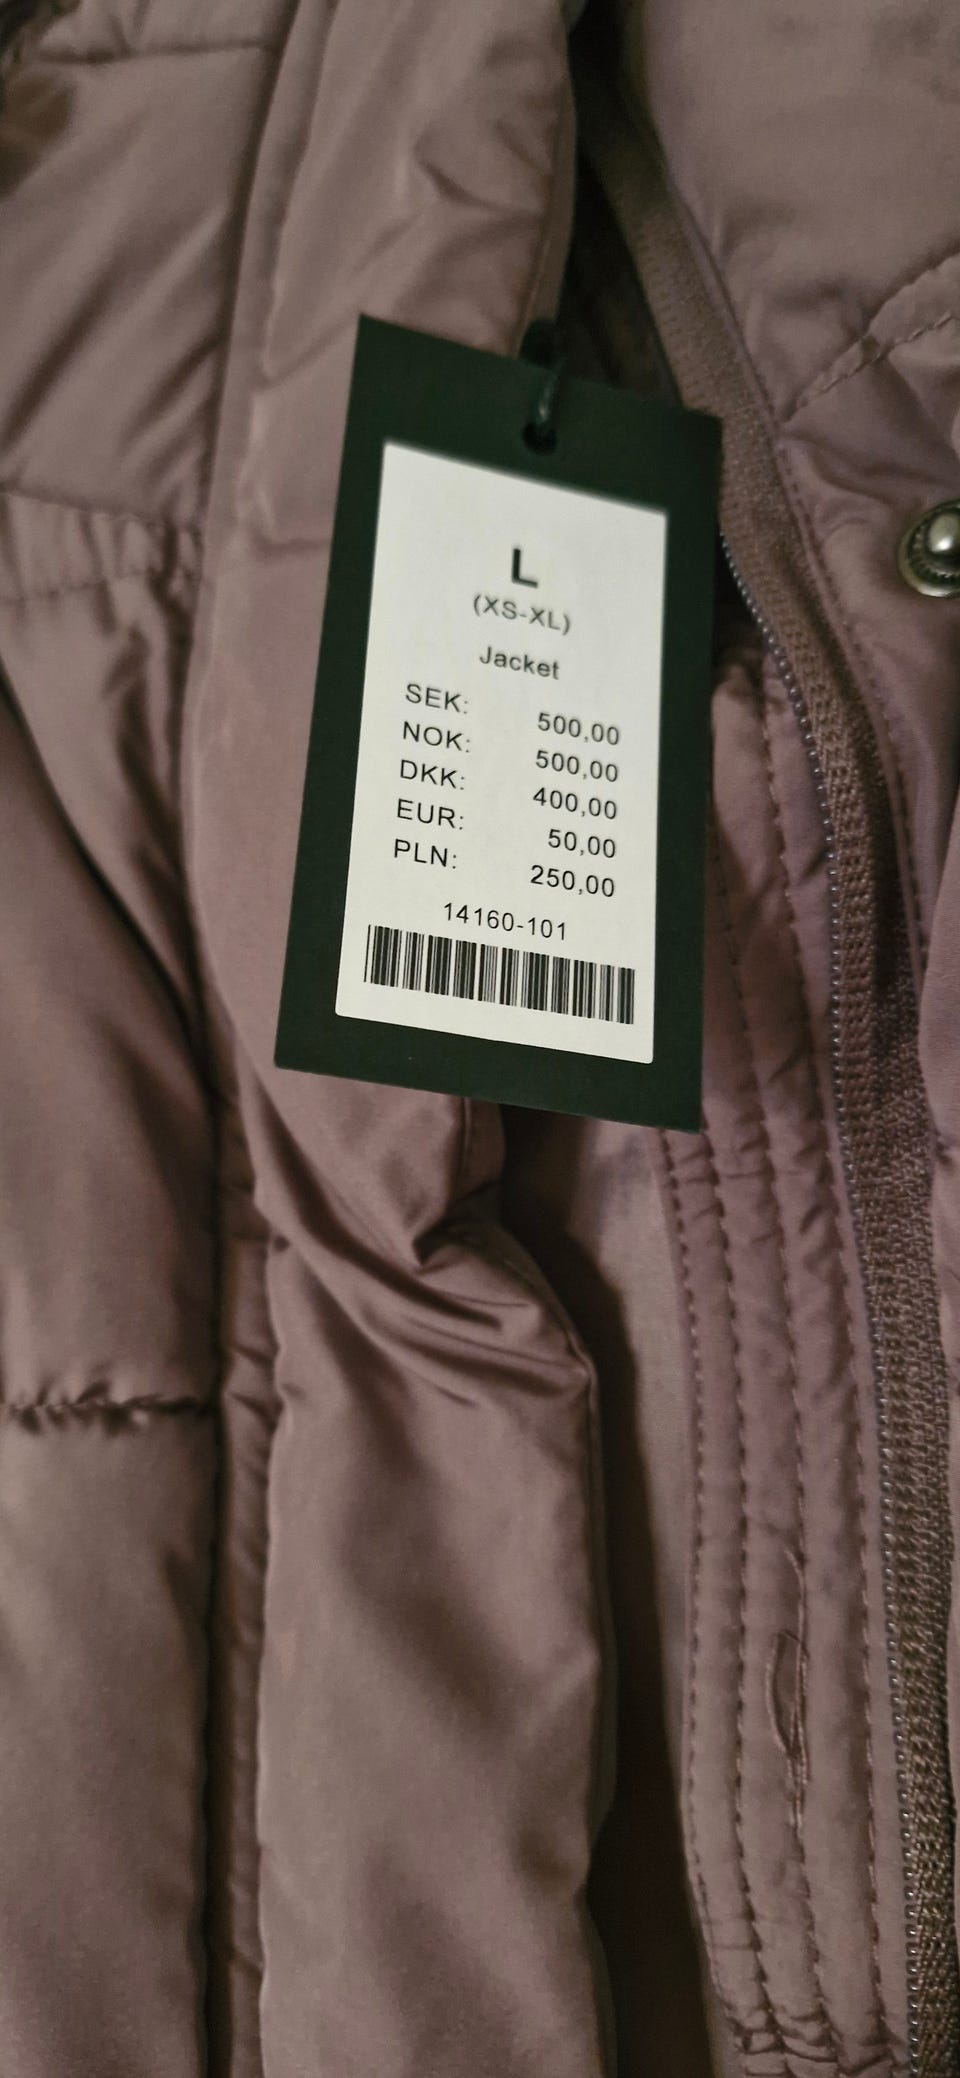 L
(XS-XL)
Jacket
SEK: 500,00
NOK: 500,00
DKK: 400,00
EUR: 50,00
PLN: 250,00
14160-101